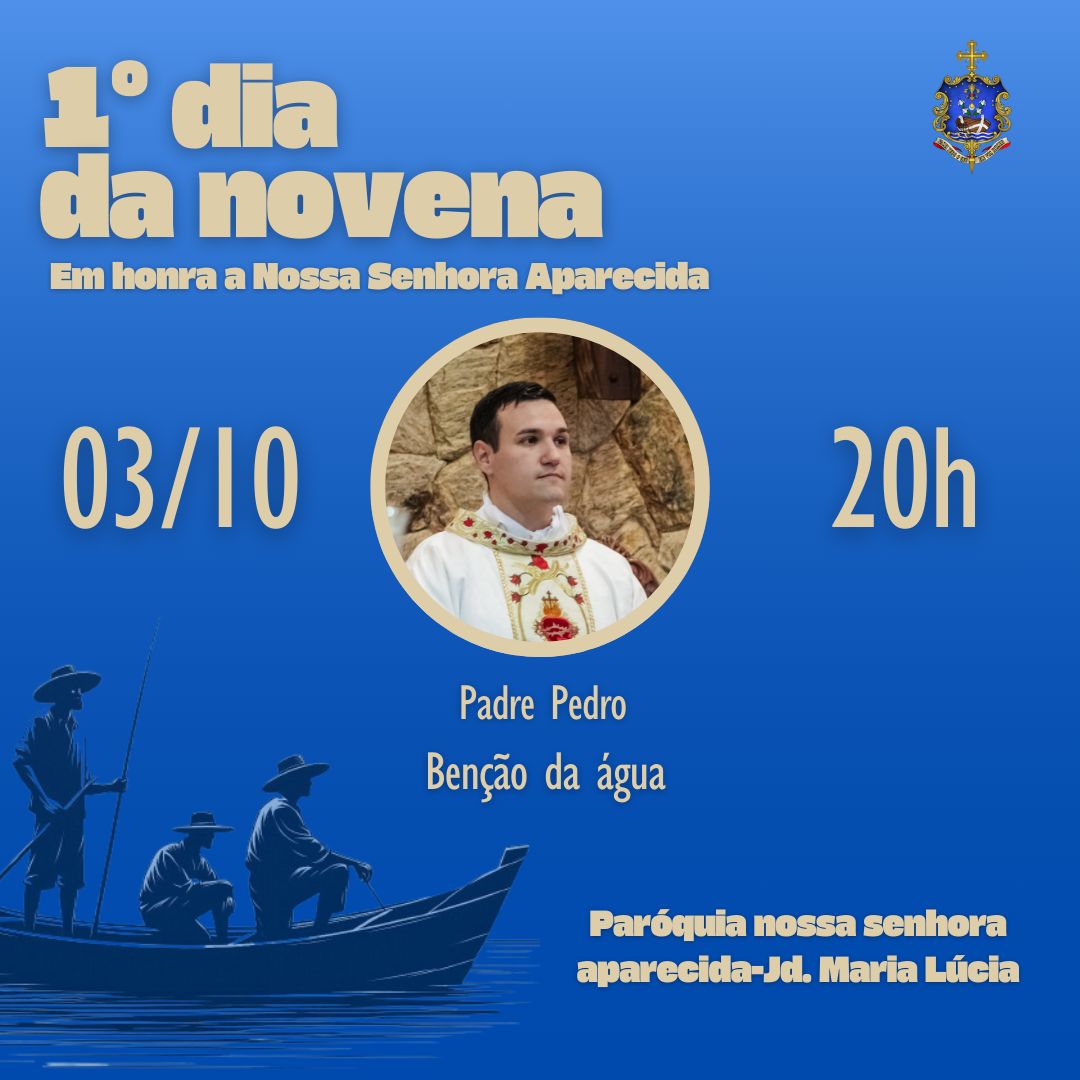 1º dia
da novena
Em honra a Nossa Senhora Aparecida
03/10
20h
Padre Pedro
Benção da água
Paróquia nossa senhora
aparecida-Jd. Maria Lúcia